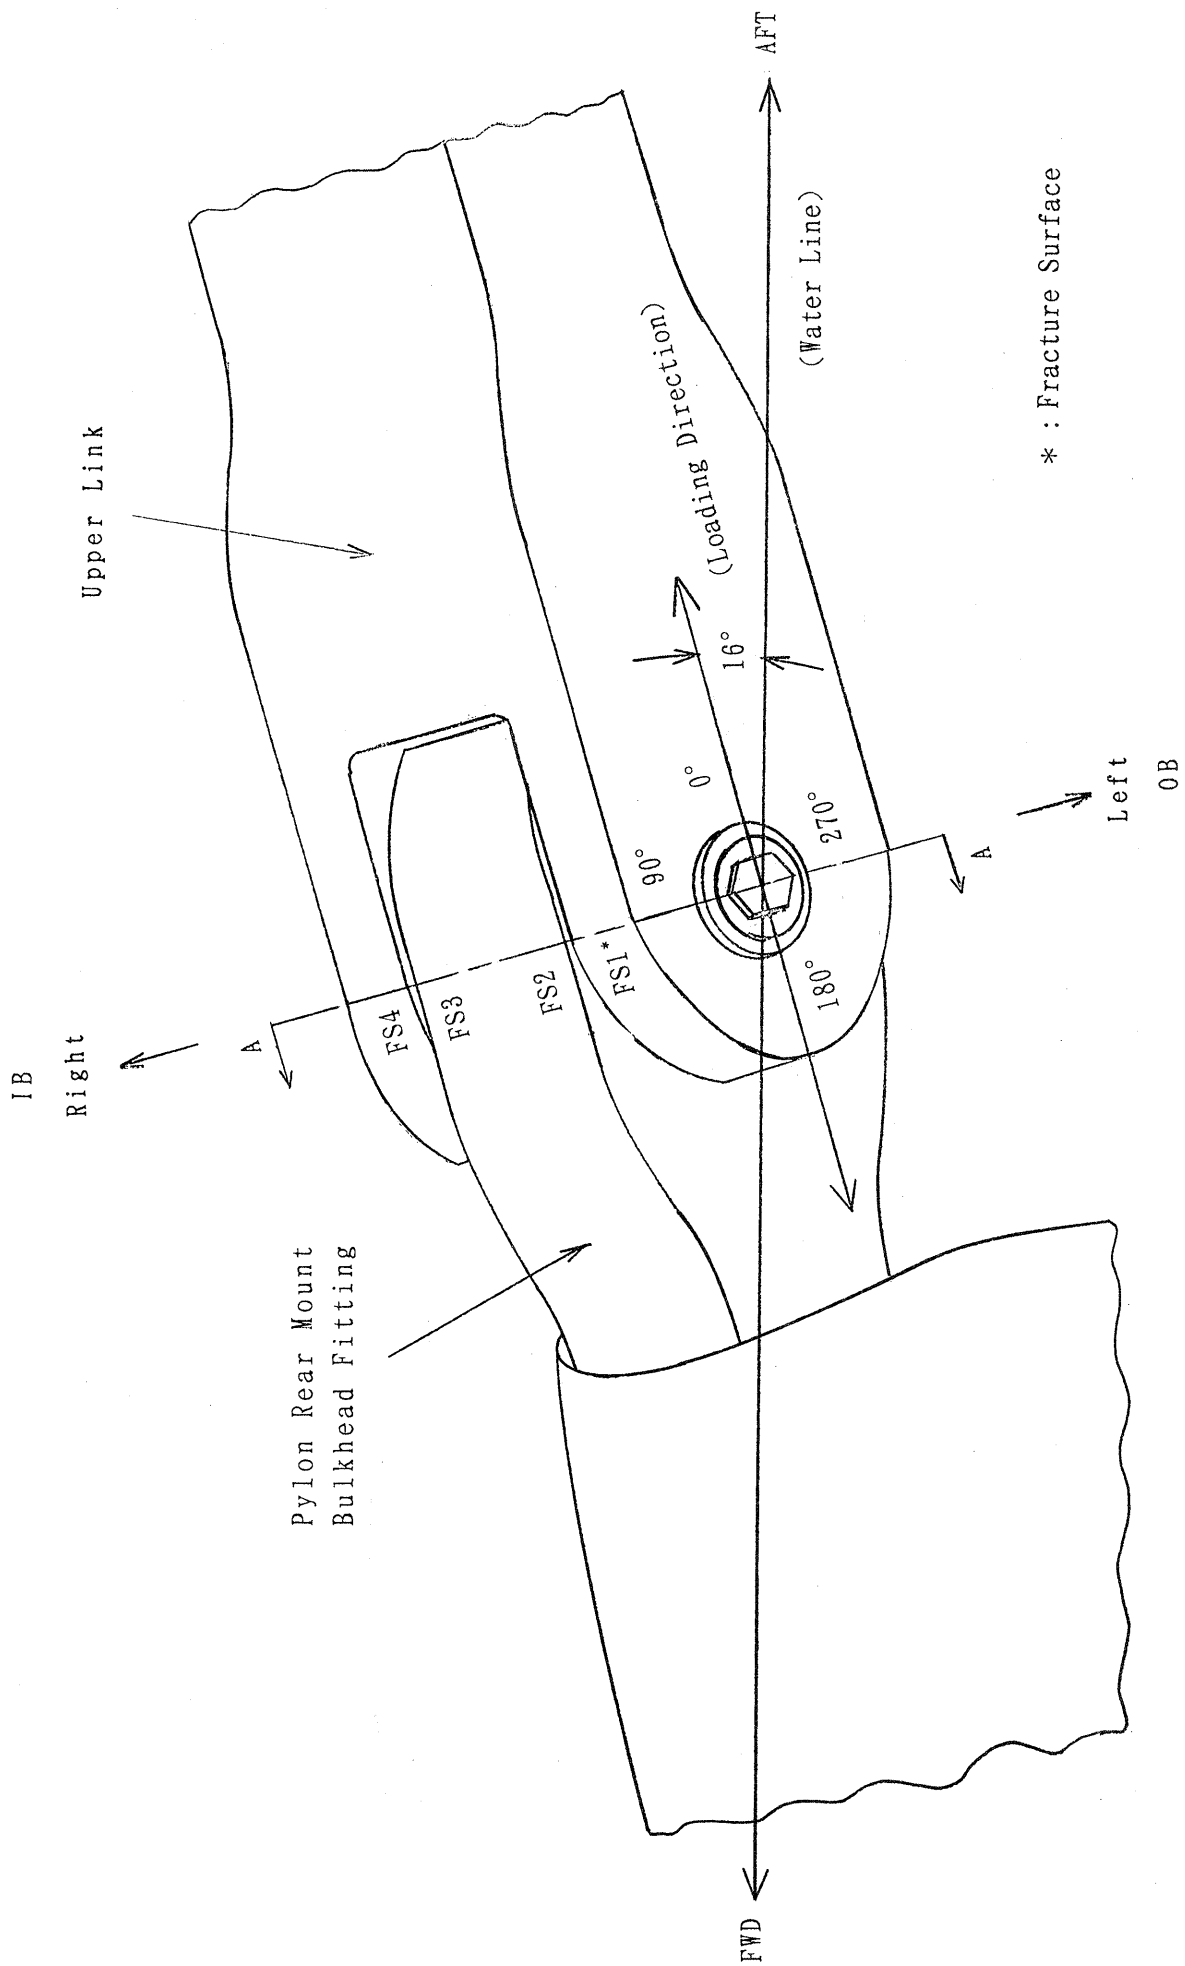 IB
Right
Upper Link
A
FS4
FS3
FS2
FS1*
Pylon Rear Mount
Bulkhead Fitting
90°
0°
180°
270°
16°
(Loading Direction)
(Water Line)
FWD
AFT
A
Left
OB
* : Fracture Surface